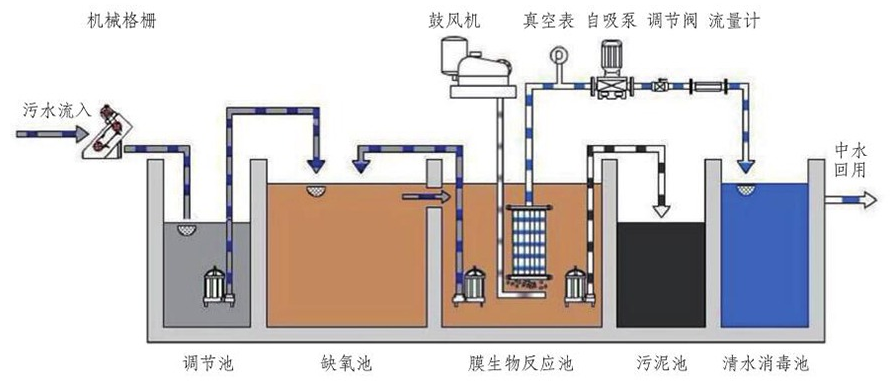 机械格栅
鼓风机
真空表
自吸泵
调节阀
流量计
污水流入
中水
回用
调节池
缺氧池
膜生物反应池
污泥池
清水消毒池